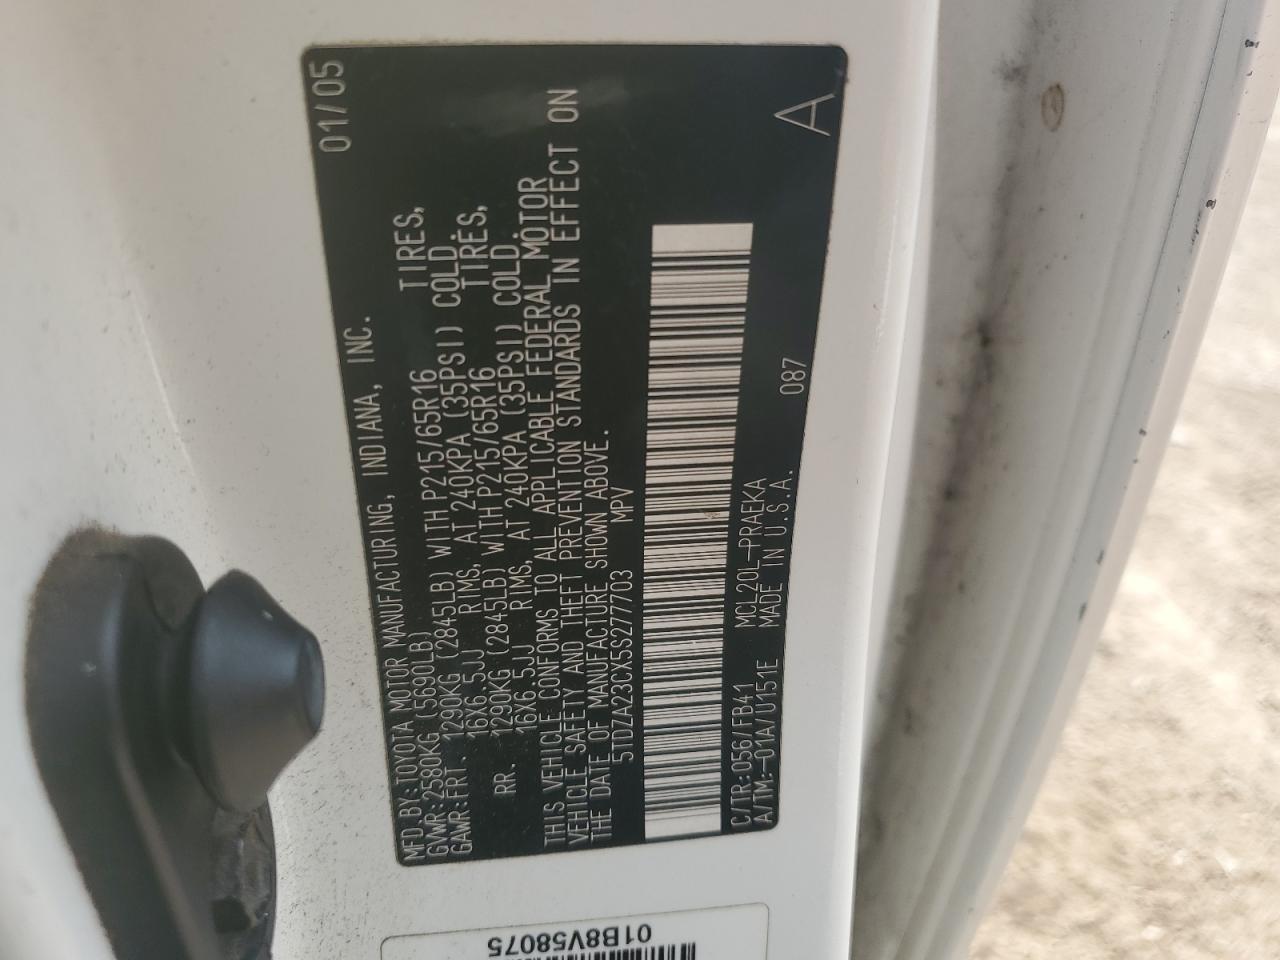 MFD. BY: TOYOTA MOTOR MANUFACTURING, INDIANA, INC. 01/05
GVWR: 2580KG (5690LB)
GAWR: FRT. 1290KG (2845LB) WITH P215/65R16 TIRES,
16X6.5JJ RIMS, AT 240KPA (35PSI) COLD.
RR. 1290KG (2845LB) WITH P215/65R16 TIRES,
16X6.5JJ RIMS, AT 240KPA (35PSI) COLD.
THIS VEHICLE CONFORMS TO ALL APPLICABLE FEDERAL MOTOR
VEHICLE SAFETY AND THEFT PREVENTION STANDARDS IN EFFECT ON
THE DATE OF MANUFACTURE SHOWN ABOVE.
5TDZA23CX5S277703 MPV
C/TR: 056/FB41 MCL20L-PRAEKA 087
A/TM: -01A/U151E MADE IN U.S.A. A
01B8V58075